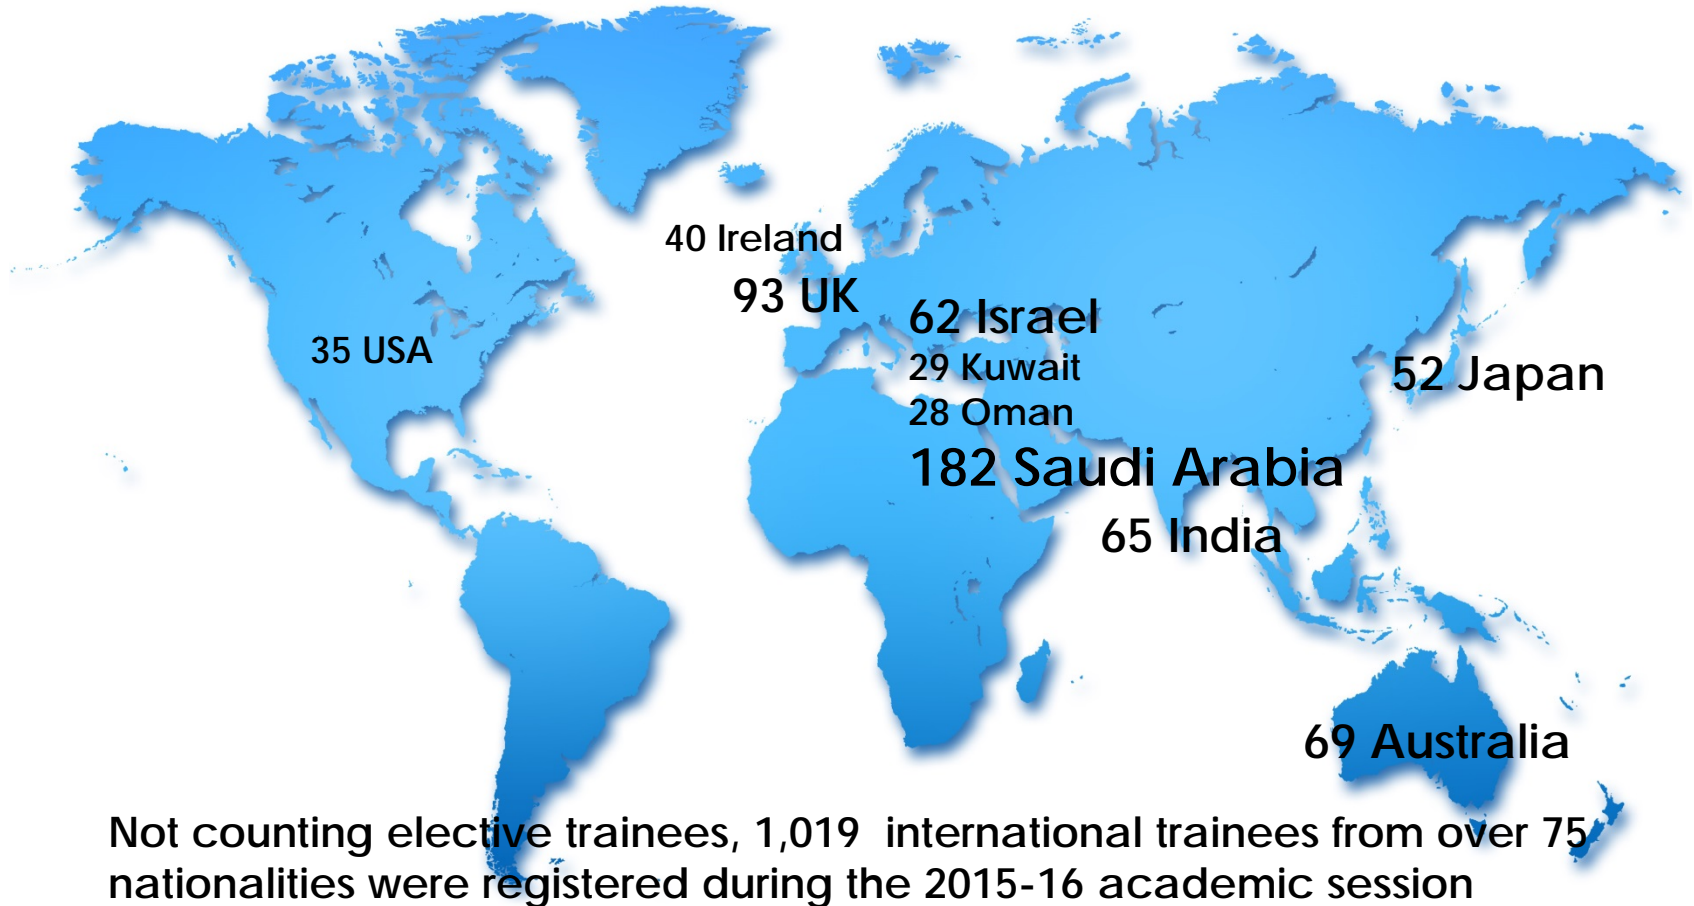 40 Ireland
93 UK
62 Israel
35 USA
29 Kuwait
52 Japan
28 Oman
182 Saudi Arabia
65 India
69 Australia
Not counting elective trainees, 1,019 international trainees from over 75
nationalities were registered during the 2015-16 academic session